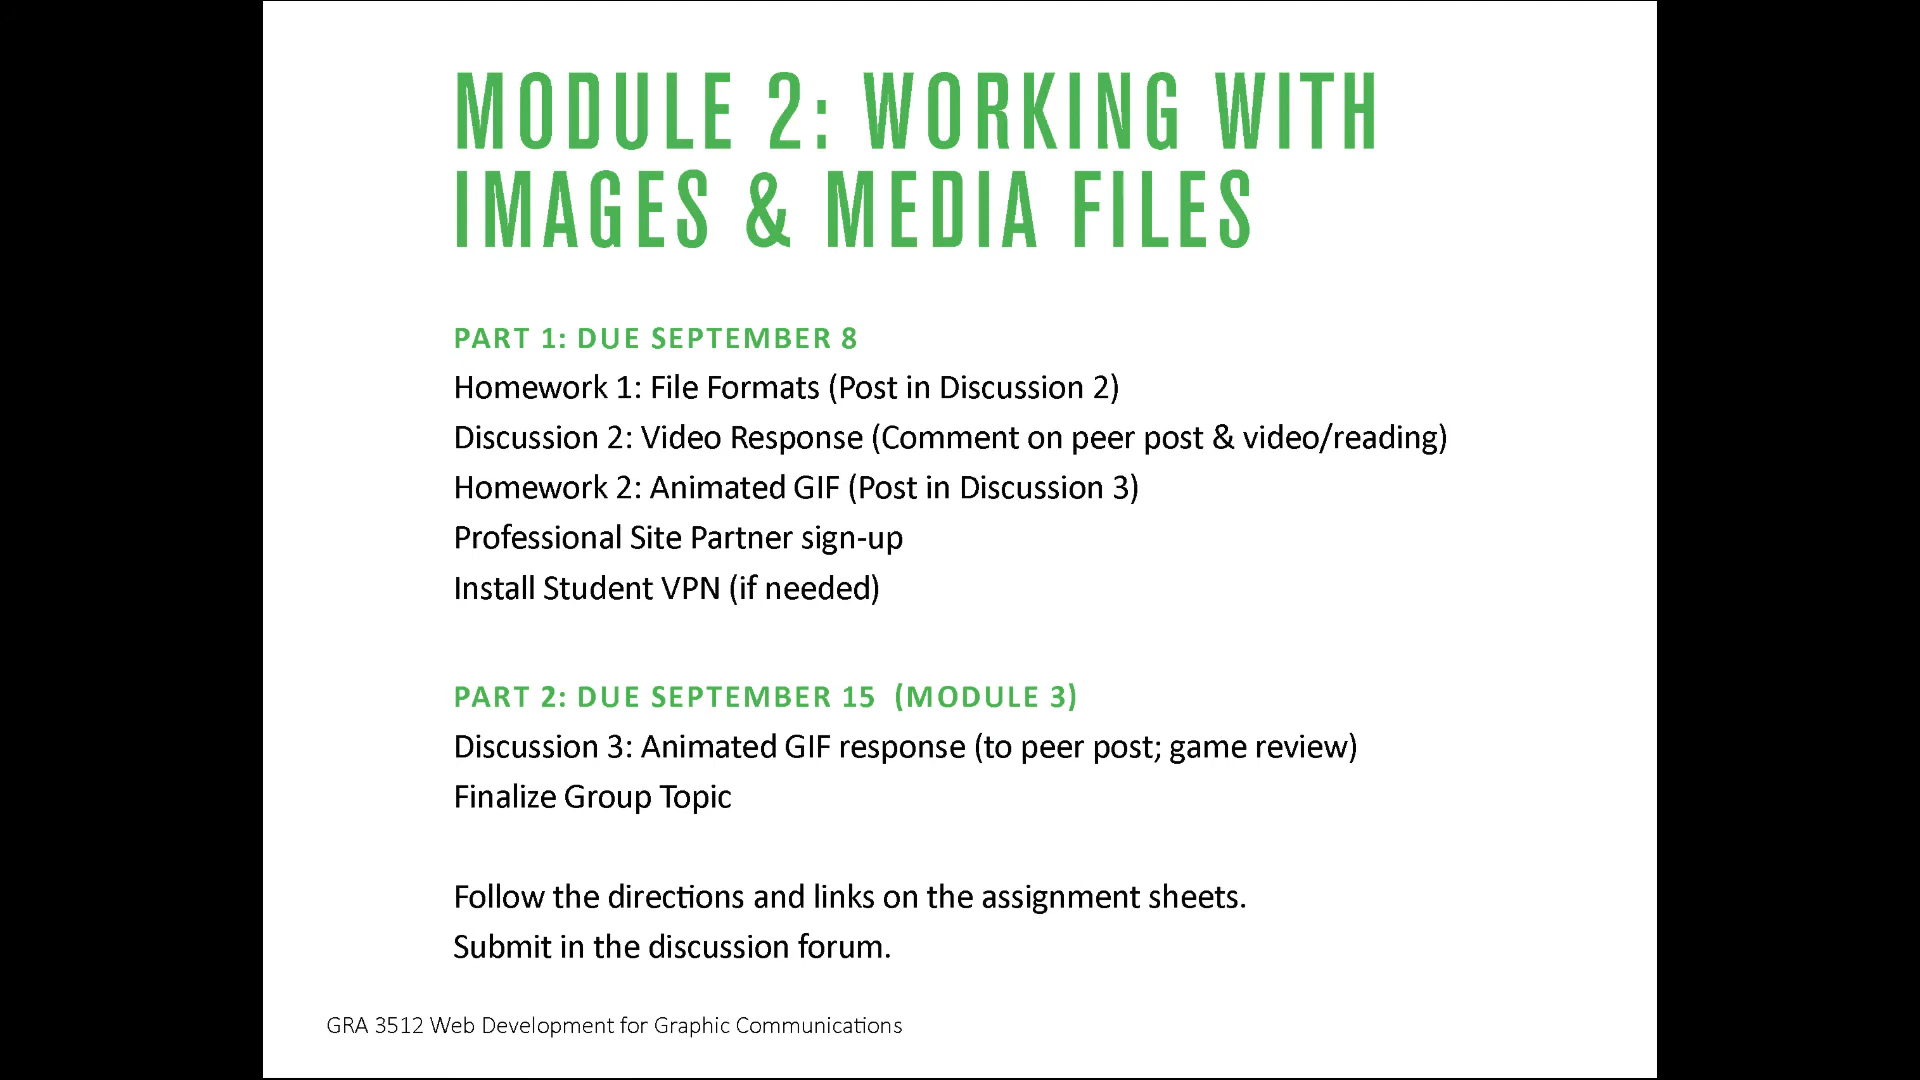 MODULE 2: WORKING WITH
IMAGES & MEDIA FILES
PART 1: DUE SEPTEMBER 8
Homework 1: File Formats (Post in Discussion 2)
Discussion 2: Video Response (Comment on peer post & video/reading)
Homework 2: Animated GIF (Post in Discussion 3)
Professional Site Partner sign-up
Install Student VPN (if needed)
PART 2: DUE SEPTEMBER 15 (MODULE 3)
Discussion 3: Animated GIF response (to peer post; game review)
Finalize Group Topic
Follow the directions and links on the assignment sheets.
Submit in the discussion forum.
GRA 3512 Web Development for Graphic Communications